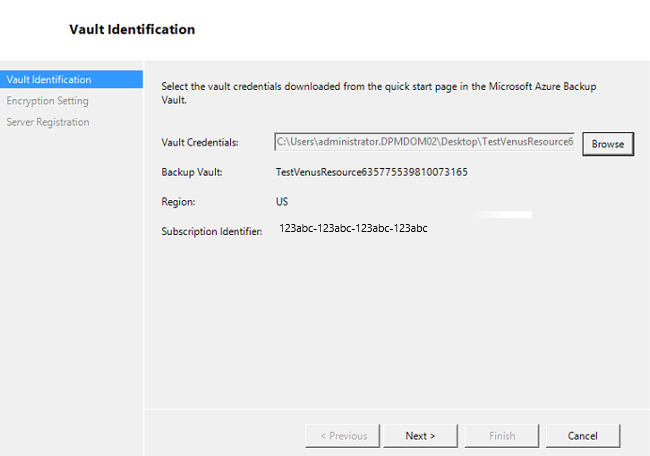 Vault Identification
Vault Identification
Encryption Setting
Server Registration
Select the vault credentials downloaded from the quick start page in the Microsoft Azure Backup
Vault.
Vault Credentials: C:\Users\administrator.DPMDOM02\Desktop\TestVenusResource6 Browse
Backup Vault: TestVenusResource635775539810073165
Region: US
Subscription Identifier: 123abc-123abc-123abc-123abc
< Previous Next > Finish Cancel